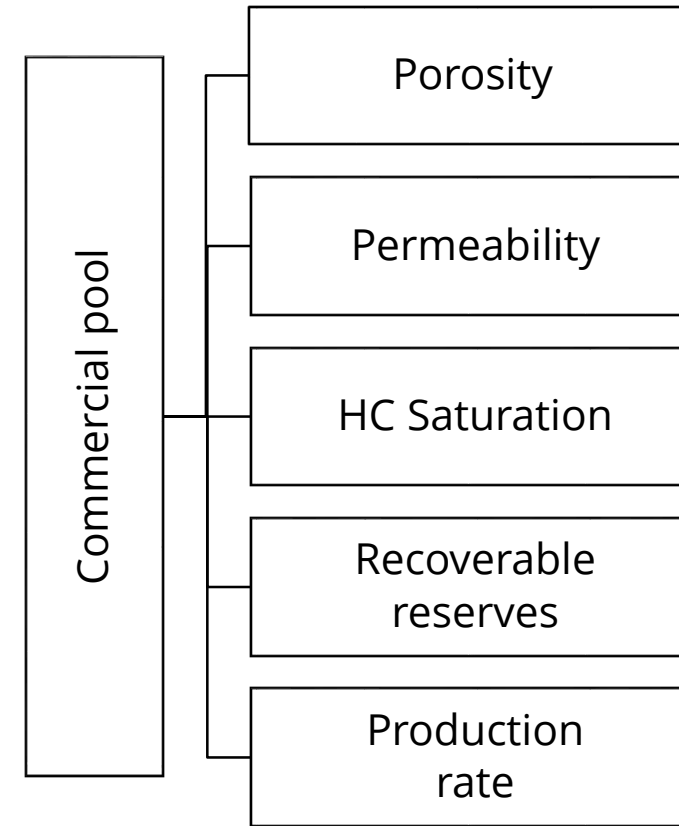 Commercial pool
Porosity
Permeability
HC Saturation
Recoverable
reserves
Production
rate